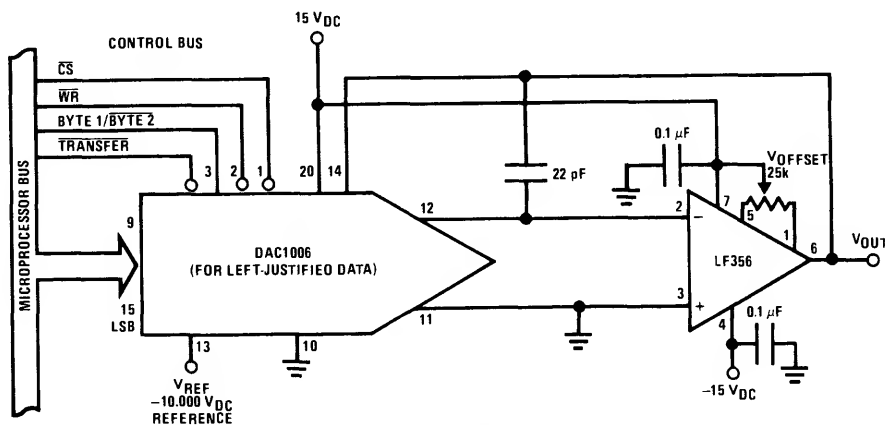 15 VDC
CONTROL BUS
CS
WR
BYTE 1/BYTE 2
TRANSFER
MICROPROCESSOR BUS
3
2
1
20
14
9
15
LSB
DAC1006
(FOR LEFT-JUSTIFIED DATA)
12
11
13
10
VREF
−10.000 VDC
REFERENCE
22 pF
0.1 μF
VOFFSET
25k
2
3
7
5
1
6
4
LF356
VOUT
0.1 μF
−15 VDC